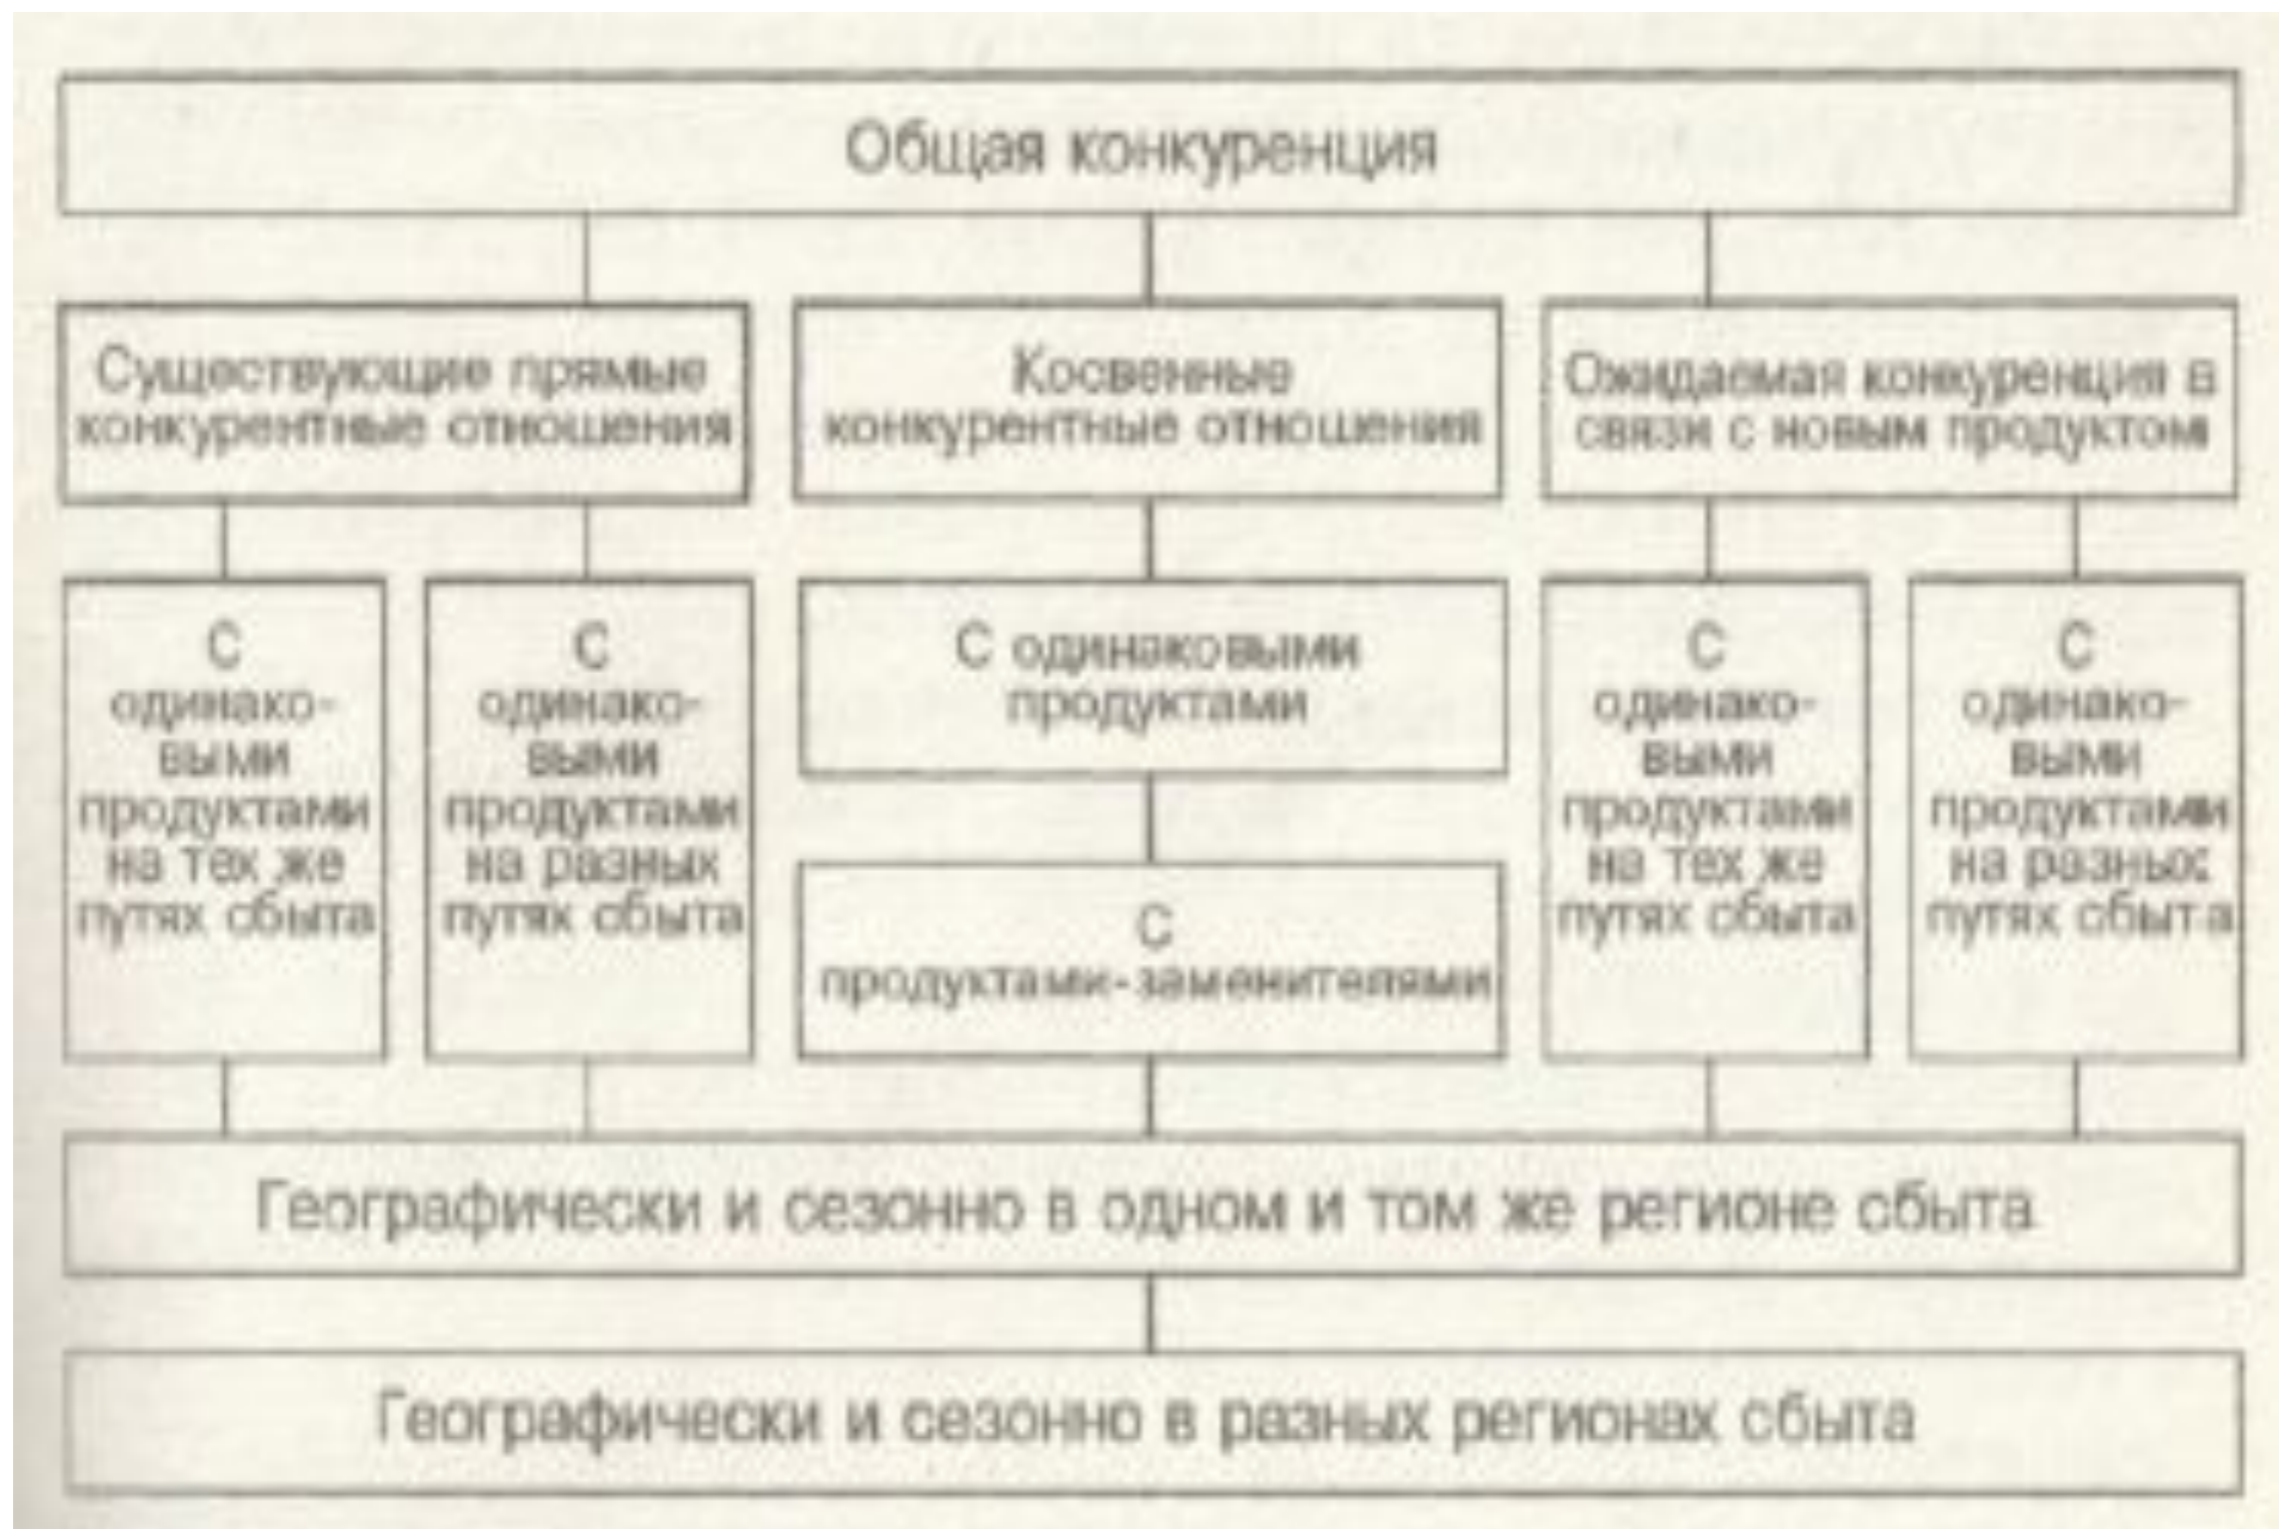 Общая конкуренция
Существующие прямые
конкурентные отношения
Косвенные
конкурентные отношения
Ожидаемая конкуренция в
связи с новым продуктом
С
одинако-
выми
продуктами
на тех же
путях сбыта
С
одинако-
выми
продуктами
на разных
путях сбыта
С одинаковыми
продуктами
С
продуктами-заменителями
С
одинако-
выми
продуктами
на тех же
путях сбыта
С
одинако-
выми
продуктами
на разных
путях сбыта
Географически и сезонно в одном и том же регионе сбыта
Географически и сезонно в разных регионах сбыта